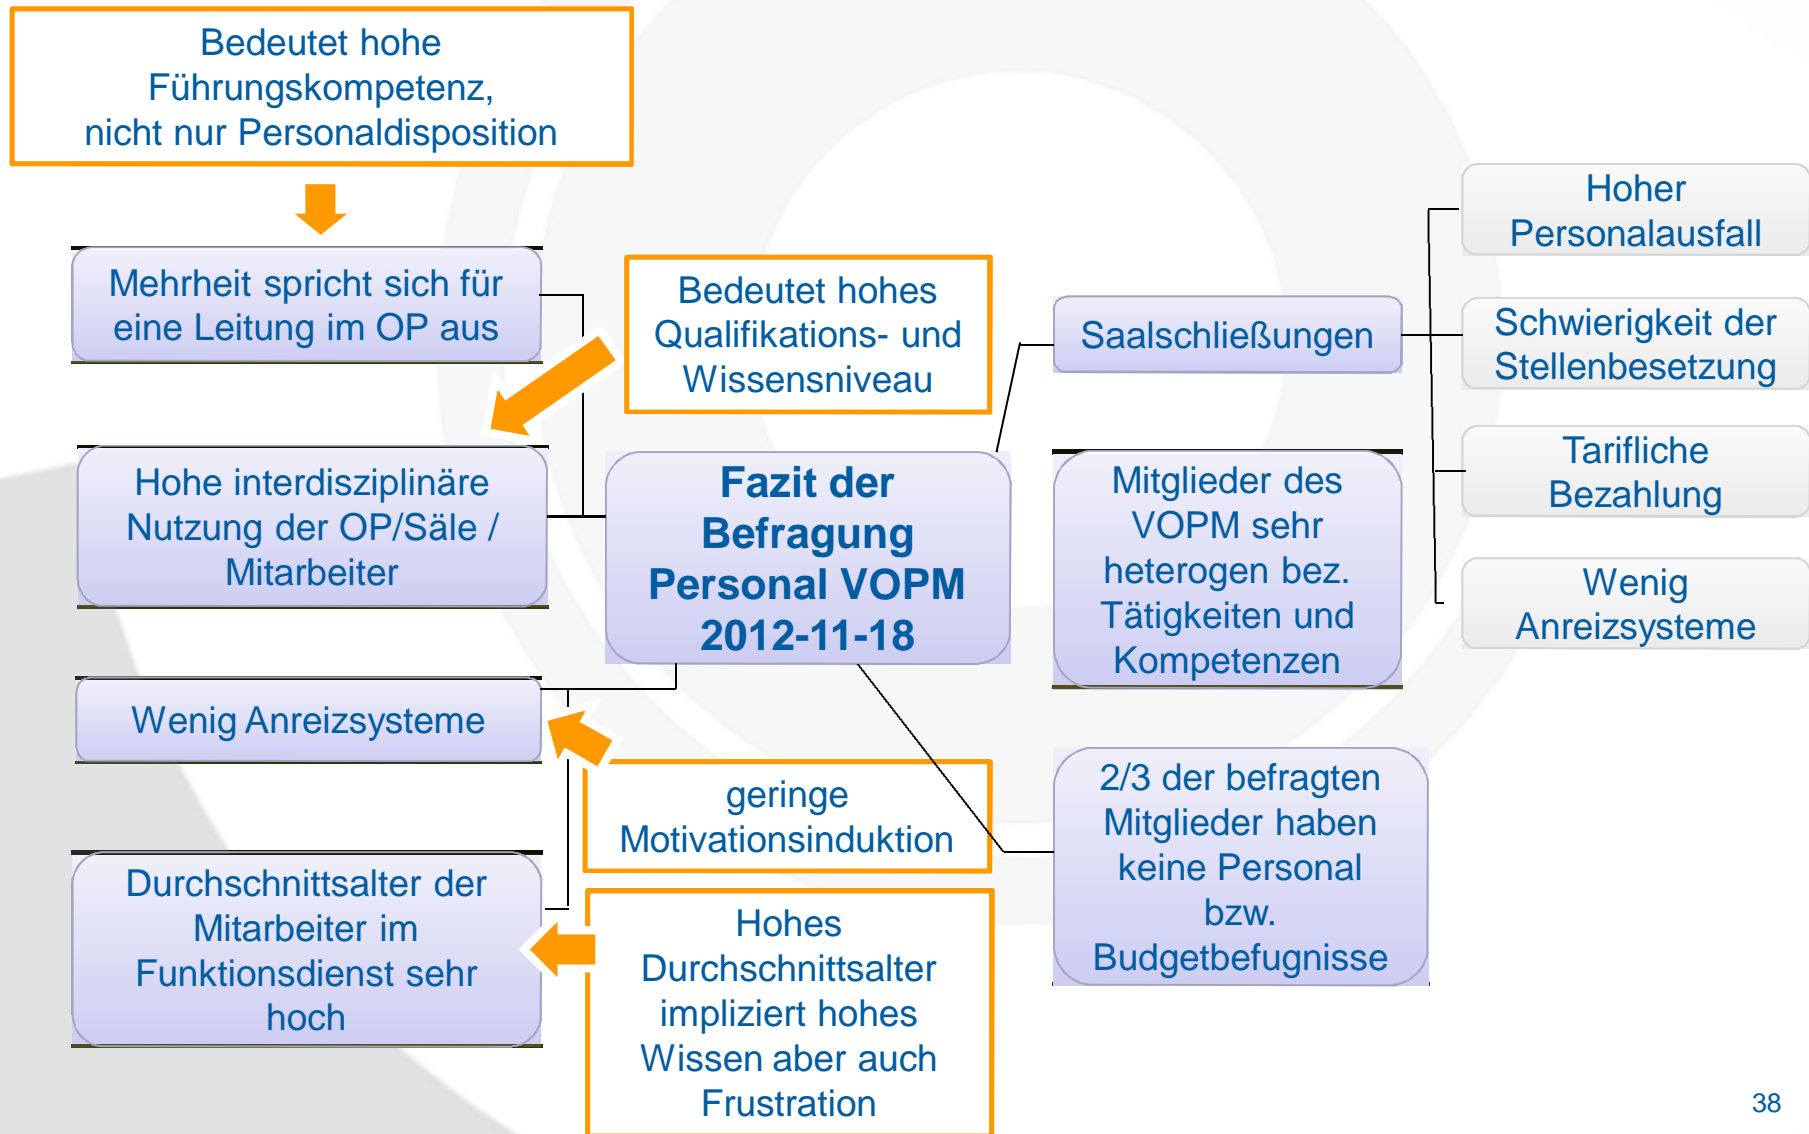 Bedeutet hohe
Führungskompetenz,
nicht nur Personaldisposition
Mehrheit spricht sich für
eine Leitung im OP aus
Bedeutet hohes
Qualifikations- und
Wissensniveau
Hohe interdisziplinäre
Nutzung der OP/Säle /
Mitarbeiter
Fazit der
Befragung
Personal VOPM
2012-11-18
Wenig Anreizsysteme
geringe
Motivationsinduktion
Durchschnittsalter der
Mitarbeiter im
Funktionsdienst sehr
hoch
Hohes
Durchschnittsalter
impliziert hohes
Wissen aber auch
Frustration
Saalschließungen
Mitglieder des
VOPM sehr
heterogen bez.
Tätigkeiten und
Kompetenzen
2/3 der befragten
Mitglieder haben
keine Personal
bzw.
Budgetbefugnisse
Hoher
Personalausfall
Schwierigkeit der
Stellenbesetzung
Tarifliche
Bezahlung
Wenig
Anreizsysteme
38